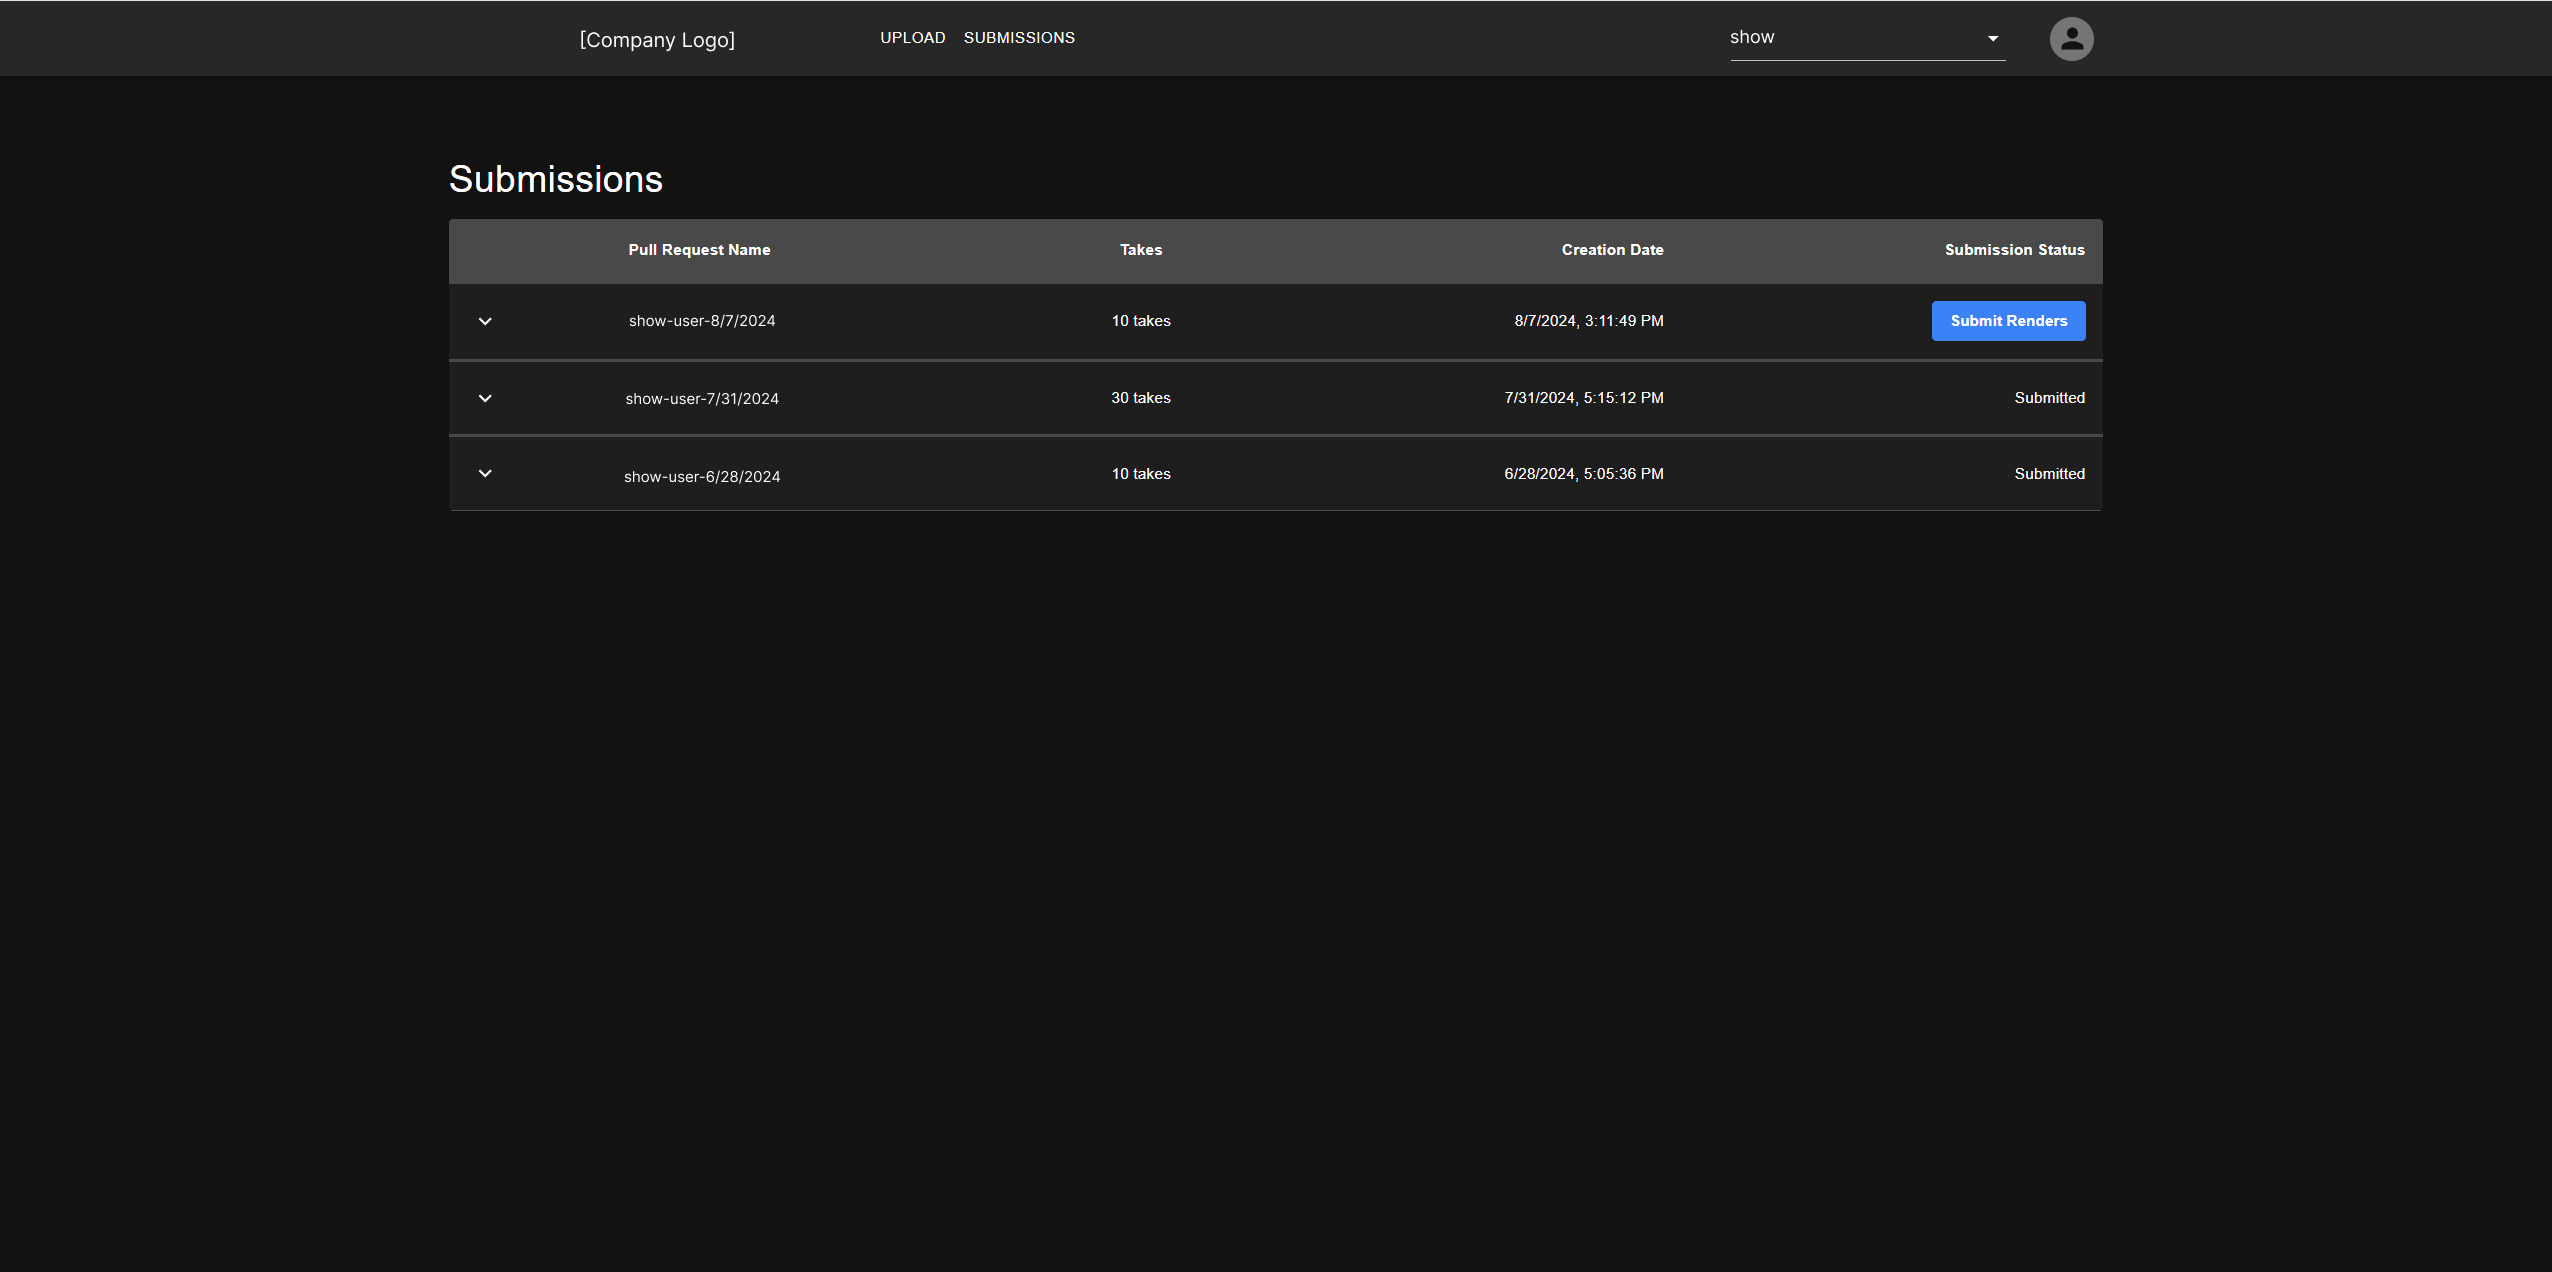 [Company Logo] UPLOAD SUBMISSIONS show
Submissions
Pull Request Name Takes Creation Date Submission Status
show-user-8/7/2024 10 takes 8/7/2024, 3:11:49 PM Submit Renders
show-user-7/31/2024 30 takes 7/31/2024, 5:15:12 PM Submitted
show-user-6/28/2024 10 takes 6/28/2024, 5:05:36 PM Submitted